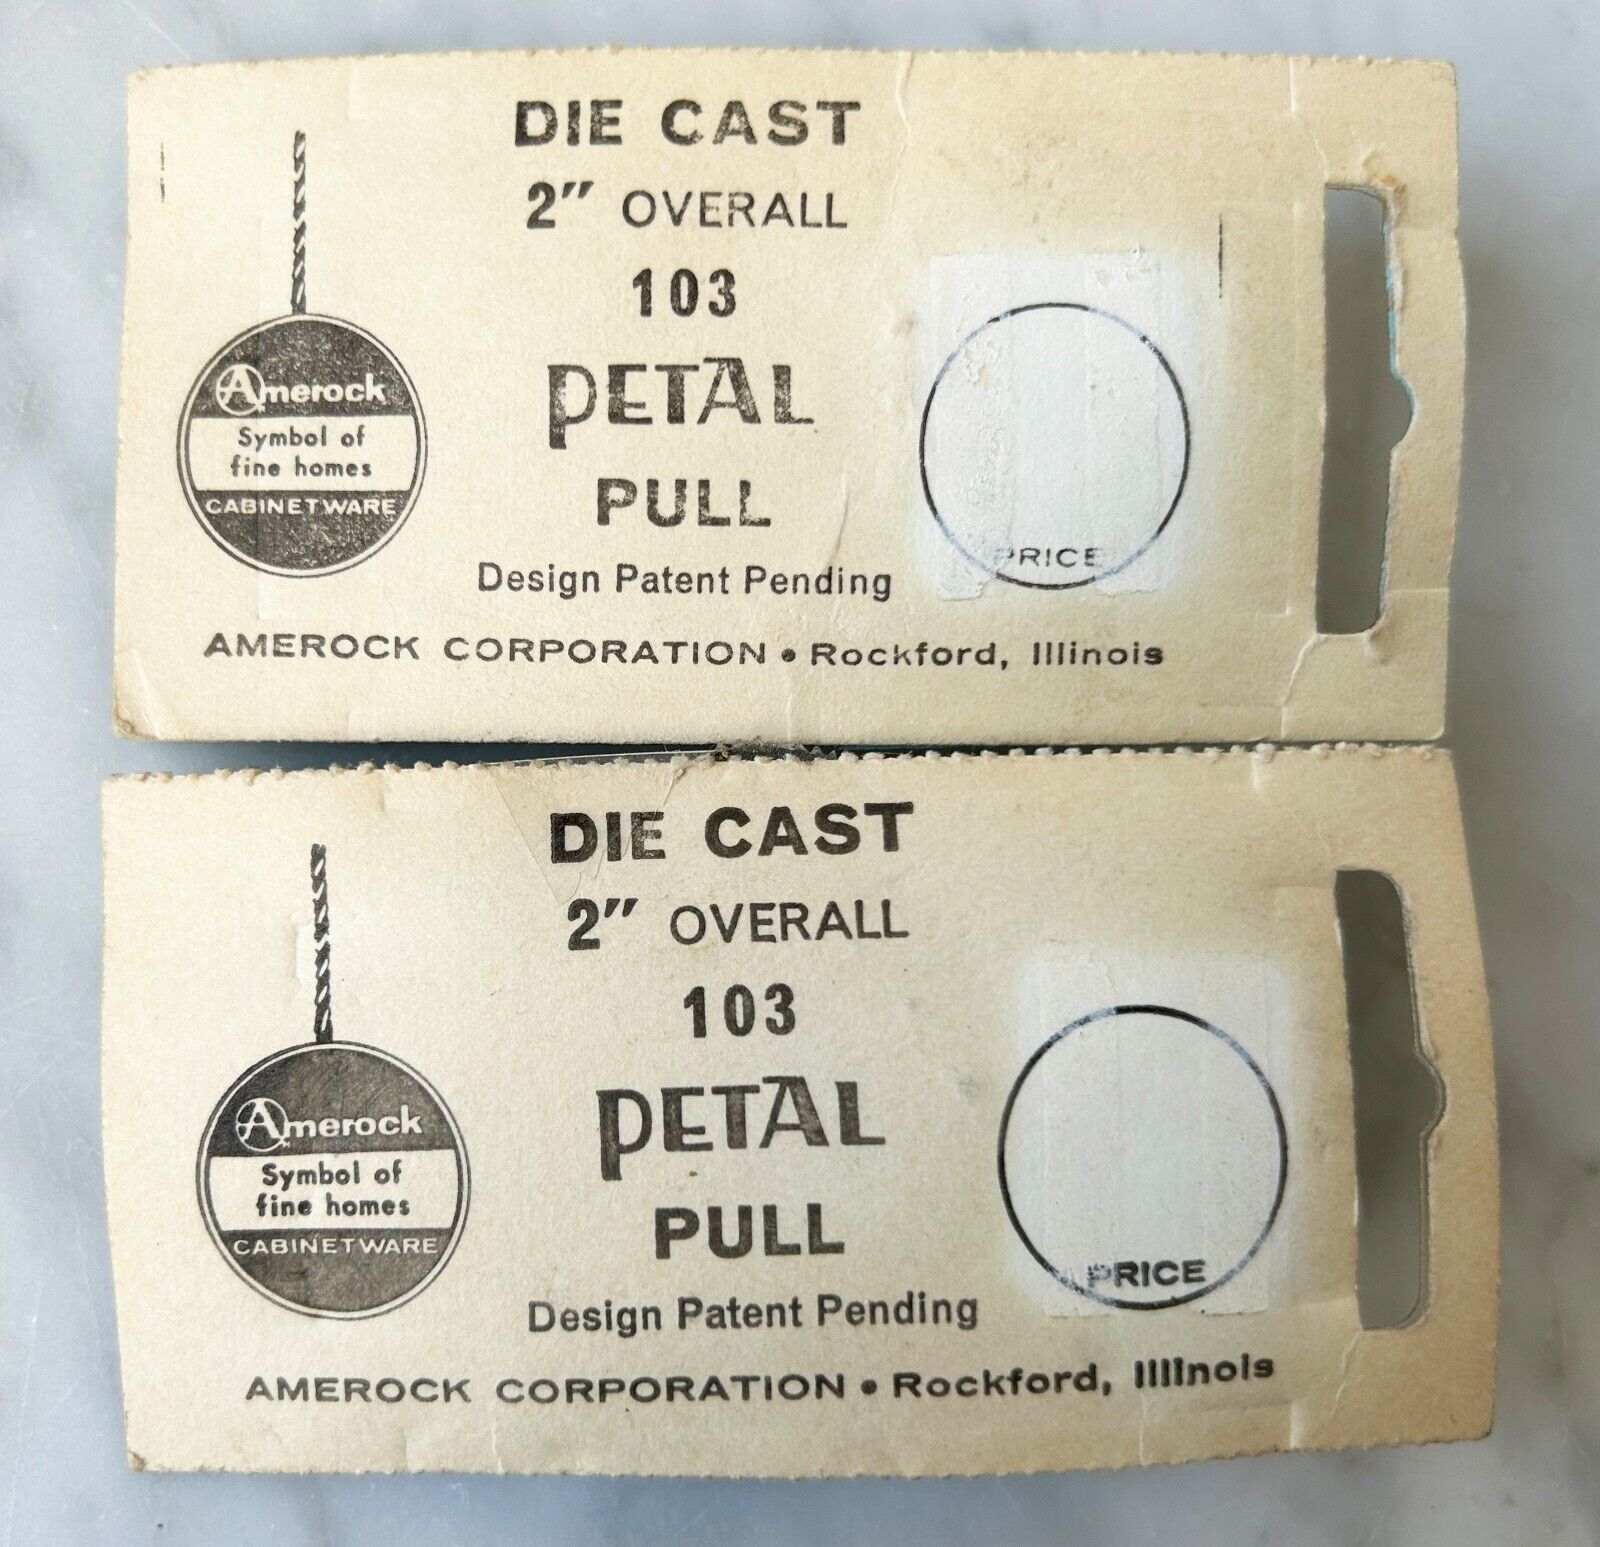 DIE CAST
2" OVERALL
103
PETAL
PULL
Design Patent Pending
Amerock
Symbol of
fine homes
CABINETWARE
PRICE
AMEROCK CORPORATION • Rockford, Illinois
DIE CAST
2" OVERALL
103
PETAL
PULL
Design Patent Pending
Amerock
Symbol of
fine homes
CABINETWARE
PRICE
AMEROCK CORPORATION • Rockford, Illinois